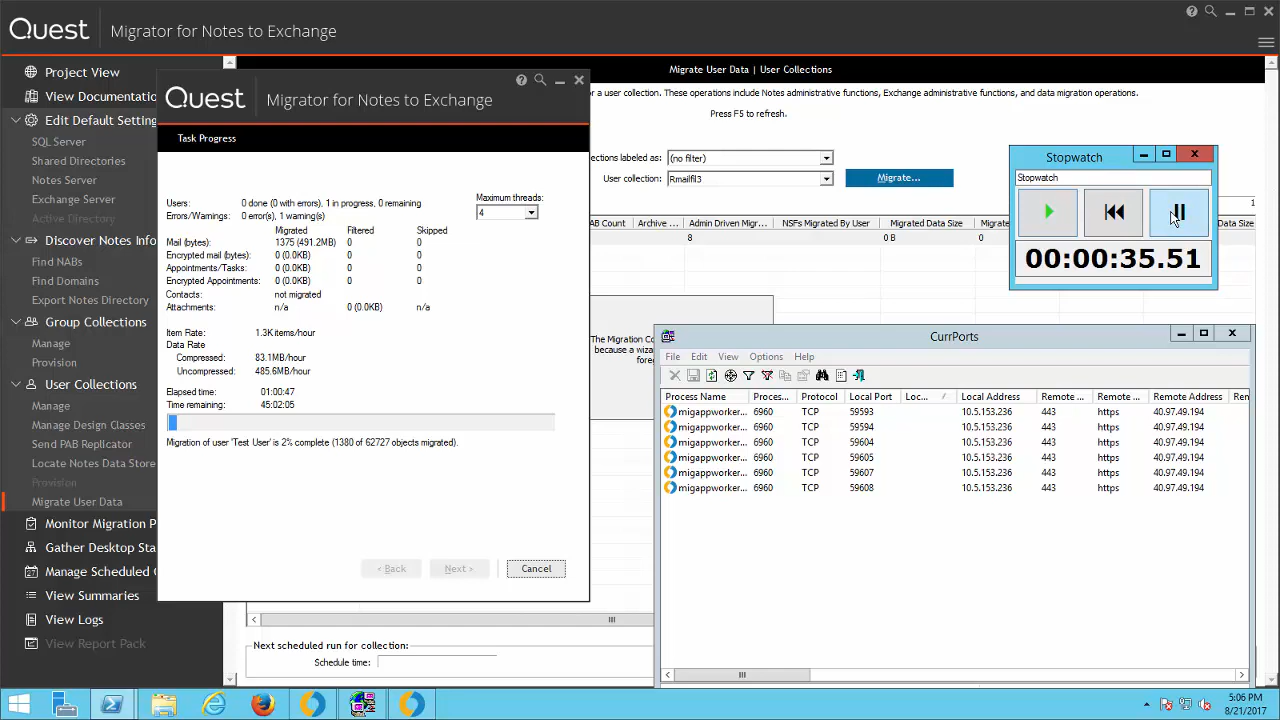 Quest Migrator for Notes to Exchange
Project View
View Documentatio
Edit Default Setting
SQL Server
Shared Directories
Notes Server
Exchange Server
Active Directory
Discover Notes Info
Find NABs
Find Domains
Export Notes Directory
Group Collections
Manage
Provision
User Collections
Manage
Manage Design Classes
Send PAB Replicator
Locate Notes Data Store
Provision
Migrate User Data
Monitor Migration P
Gather Desktop Sta
Manage Scheduled
View Summaries
View Logs
View Report Pack
Quest Migrator for Notes to Exchange
Task Progress
Users: 0 done (0 with errors), 1 in progress, 0 remaining
Errors/Warnings: 0 error(s), 1 warning(s)
Maximum threads:
4
Migrated Filtered Skipped
Mail (bytes): 1375 (491.2MB) 0 0
Encrypted mail (bytes): 0 (0.0KB) 0 0
Appointments/Tasks: 0 (0.0KB) 0 0
Encrypted Appointments: 0 (0.0KB) 0 0
Contacts: not migrated
Attachments: n/a 0 (0.0KB) n/a
Item Rate: 1.3K items/hour
Data Rate
Compressed: 83.1MB/hour
Uncompressed: 485.6MB/hour
Elapsed time: 01:00:47
Time remaining: 45:02:05
Migration of user 'Test User' is 2% complete (1380 of 62727 objects migrated).
< Back Next > Cancel
Migrate User Data | User Collections
or a user collection. These operations include Notes administrative functions, Exchange administrative functions, and data migration operations.
Press F5 to refresh.
ections labeled as: (no filter)
User collection: Rmailfil3 Migrate...
1
AB Count Archive ... Admin Driven Migr... NSFs Migrated By User Migrated Data Size Migrate Data Size
8 0 B 0
The Migration Co
because a wiza
foreg
Next scheduled run for collection:
Schedule time:
Stopwatch
Stopwatch
00:00:35.51
CurrPorts
File Edit View Options Help
Process Name Proces... Protocol Local Port Loc... Local Address Remote ... Remote ... Remote Address Ren
migappworker... 6960 TCP 59593 10.5.153.236 443 https 40.97.49.194
migappworker... 6960 TCP 59594 10.5.153.236 443 https 40.97.49.194
migappworker... 6960 TCP 59604 10.5.153.236 443 https 40.97.49.194
migappworker... 6960 TCP 59605 10.5.153.236 443 https 40.97.49.194
migappworker... 6960 TCP 59607 10.5.153.236 443 https 40.97.49.194
migappworker... 6960 TCP 59608 10.5.153.236 443 https 40.97.49.194
5:06 PM
8/21/2017